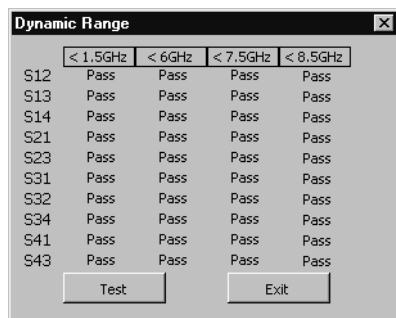 Dynamic Range
< 1.5GHz < 6GHz < 7.5GHz < 8.5GHz
S12 Pass Pass Pass Pass
S13 Pass Pass Pass Pass
S14 Pass Pass Pass Pass
S21 Pass Pass Pass Pass
S23 Pass Pass Pass Pass
S31 Pass Pass Pass Pass
S32 Pass Pass Pass Pass
S34 Pass Pass Pass Pass
S41 Pass Pass Pass Pass
S43 Pass Pass Pass Pass
Test Exit